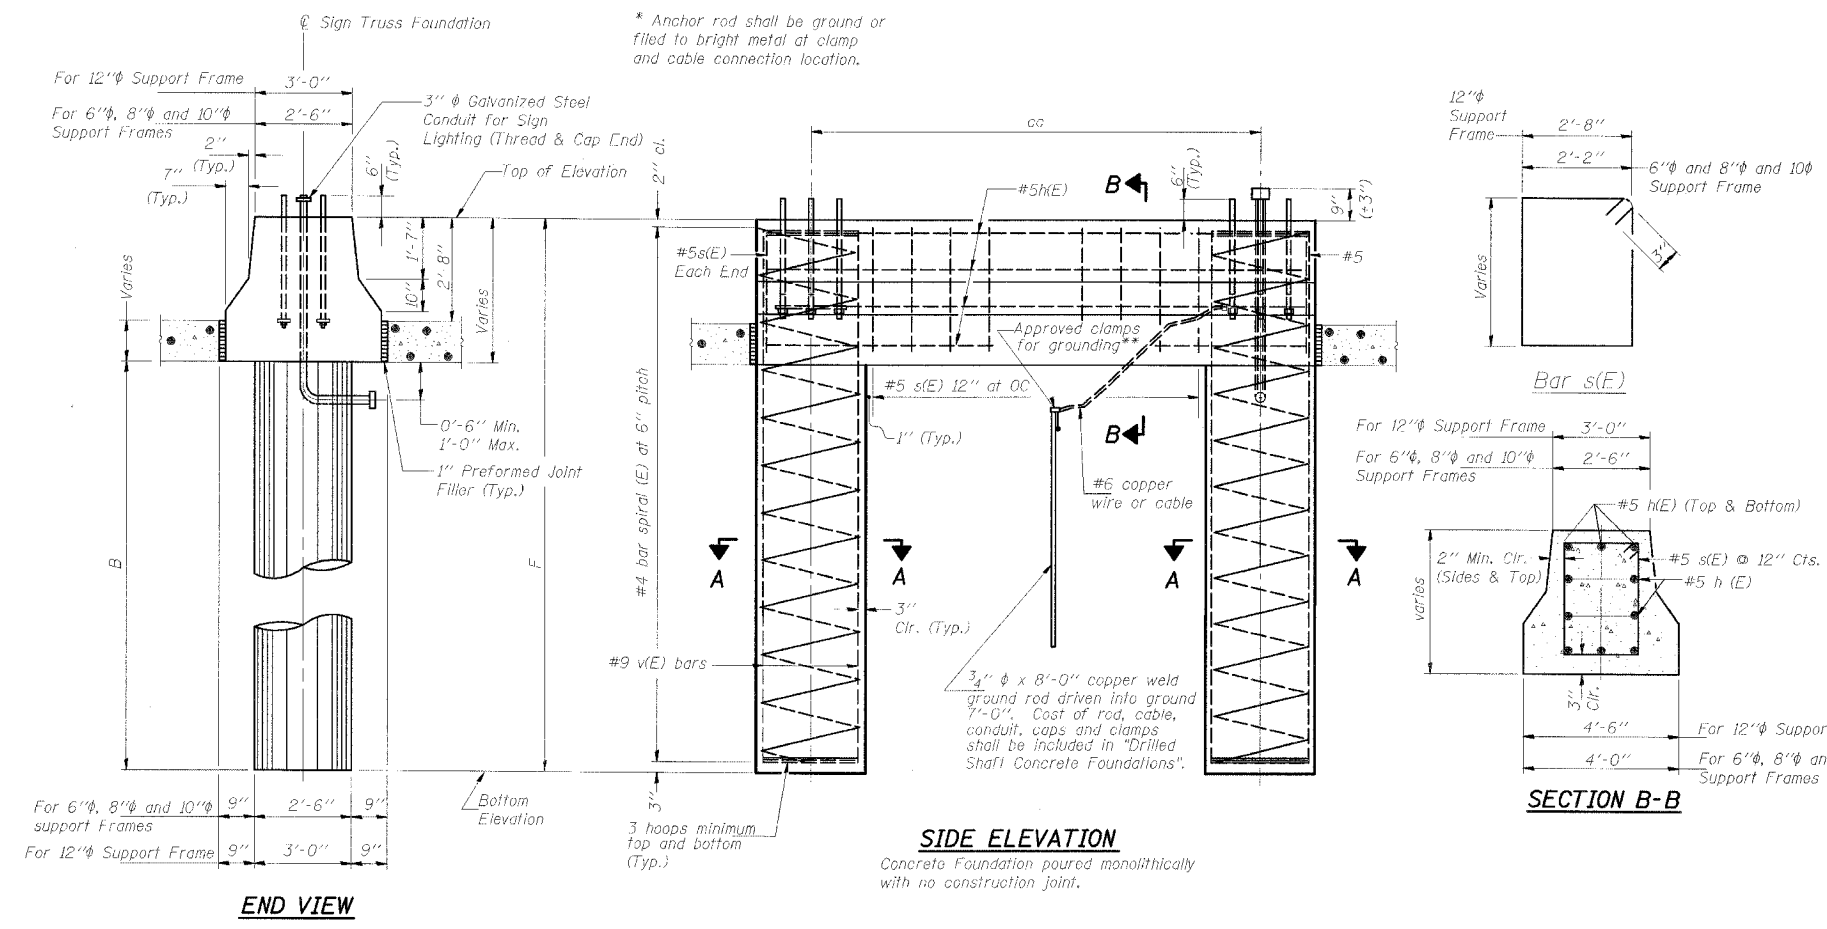 ℄ Sign Truss Foundation
* Anchor rod shall be ground or
filed to bright metal at clamp
and cable connection location.
For 12"ϕ Support Frame
3'-0"
For 6"ϕ, 8"ϕ and 10"ϕ
Support Frames
2'-6"
3" ϕ Galvanized Steel
Conduit for Sign
Lighting (Thread & Cap End)
2"
(Typ.)
7"
(Typ.)
6"
(Typ.)
Top of Elevation
Varies
1'-7"
10"
2'-8"
Varies
0'-6" Min.
1'-0" Max.
1" Preformed Joint
Filler (Typ.)
B
F
Bottom
Elevation
For 6"ϕ, 8"ϕ and 10"ϕ
support Frames
9"
2'-6"
9"
For 12"ϕ Support Frame
9"
3'-0"
9"
END VIEW
2" cl.
aa
#5h(E)
B
6"
(Typ.)
9"
(±3")
#5s(E)
Each End
#5
Approved clamps
for grounding**
#5 s(E) 12" at OC
1" (Typ.)
B
#6 copper
wire or cable
#4 bar spiral (E) at 6" pitch
A
A
A
A
3"
Clr. (Typ.)
#9 v(E) bars
3/4" ϕ x 8'-0" copper weld
ground rod driven into ground
7'-0". Cost of rod, cable,
conduit, caps and clamps
shall be included in "Drilled
Shaft Concrete Foundations".
3"
3 hoops minimum
top and bottom
(Typ.)
SIDE ELEVATION
Concrete Foundation poured monolithically
with no construction joint.
12"ϕ
Support
Frame
2'-8"
2'-2"
6"ϕ and 8"ϕ and 10ϕ
Support Frame
Varies
3"
Bar s(E)
For 12"ϕ Support Frame
3'-0"
For 6"ϕ, 8"ϕ and 10"ϕ
Support Frames
2'-6"
#5 h(E) (Top & Bottom)
2" Min. Clr.
(Sides & Top)
#5 s(E) @ 12" Cts.
#5 h (E)
varies
3"
Clr.
4'-6"
For 12"ϕ Suppor
4'-0"
For 6"ϕ, 8"ϕ an
Support Frames
SECTION B-B